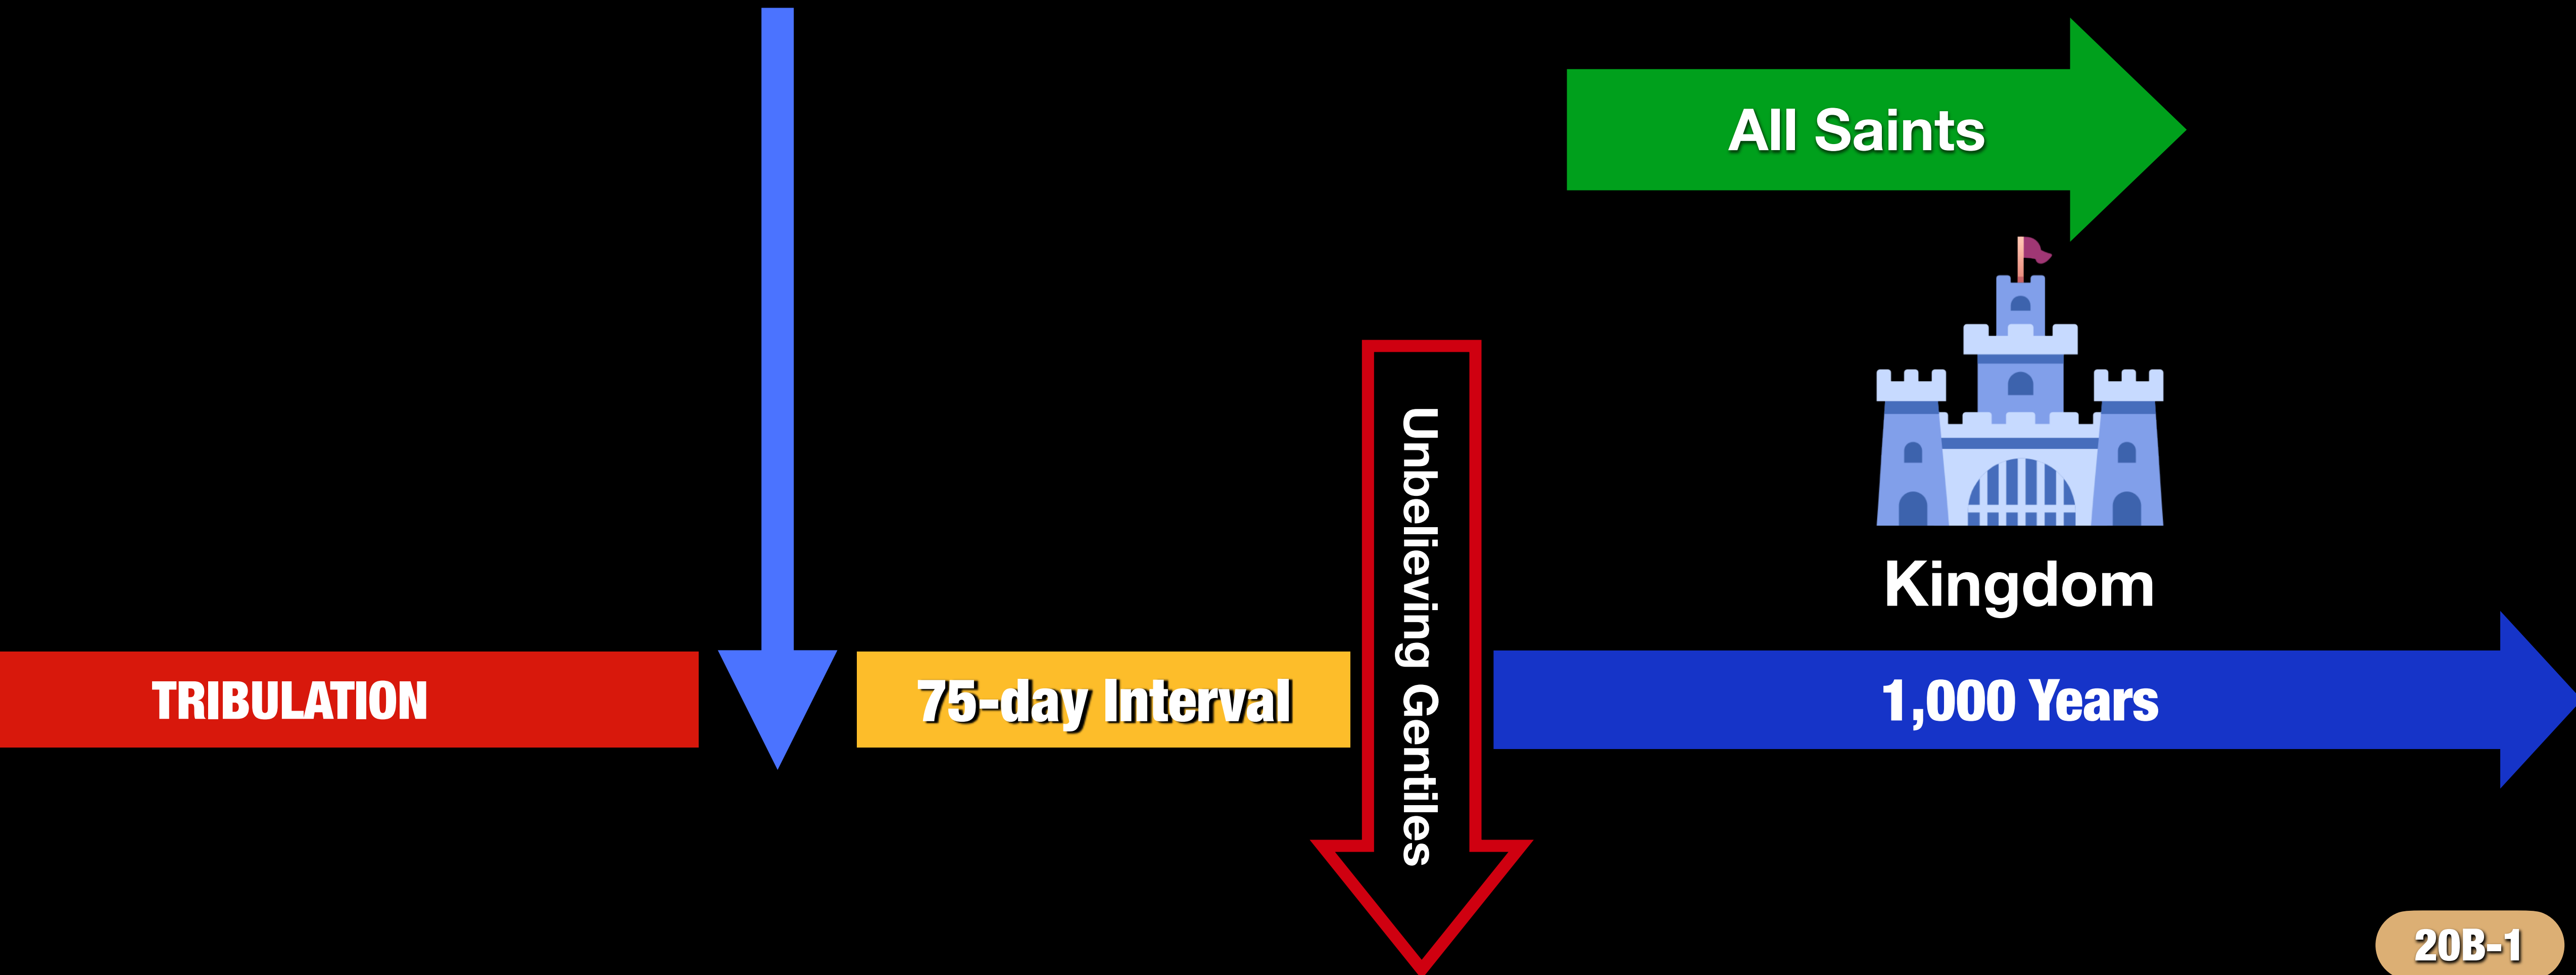 All Saints
Unbelieving Gentiles
Kingdom
TRIBULATION
75-day Interval
1,000 Years
20B-1